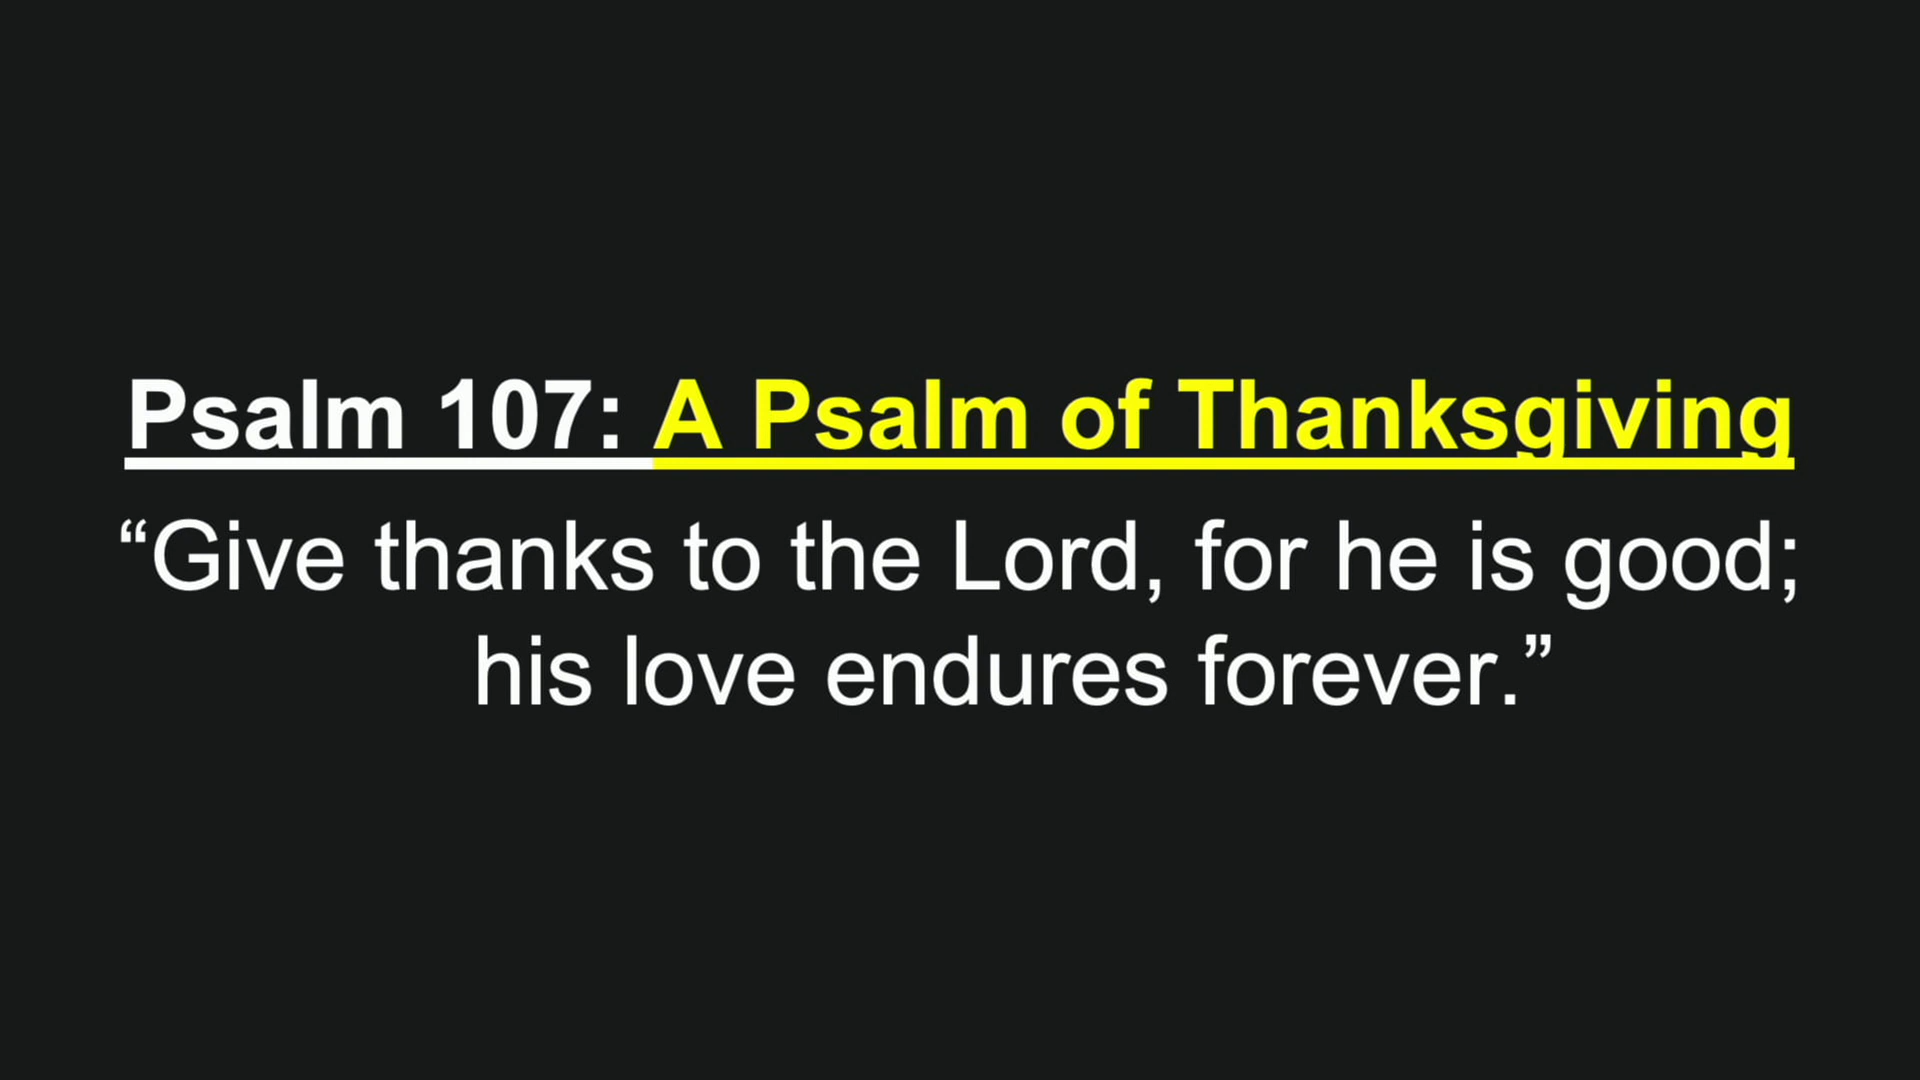 Psalm 107: A Psalm of Thanksgiving
“Give thanks to the Lord, for he is good;
his love endures forever.”